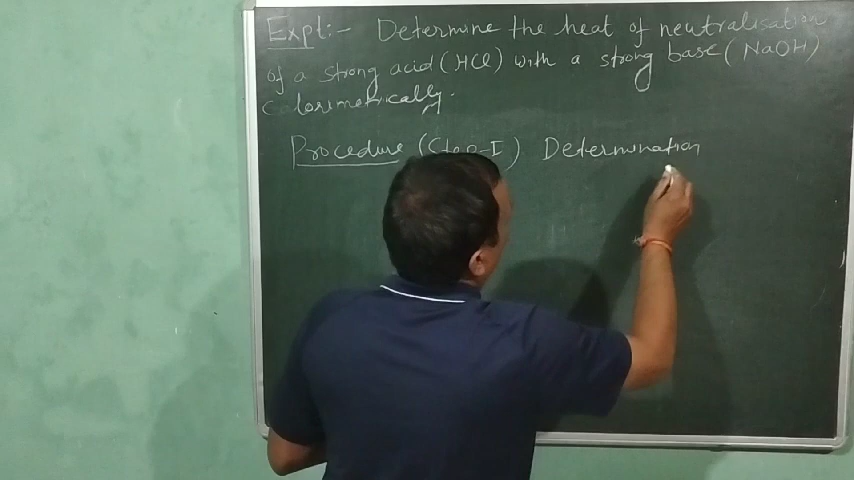 Expt:- Determine the heat of neutralisation
of a strong acid (HCl) with a strong base (NaOH)
Calorimetrically.
Procedure (Step-I) Determination